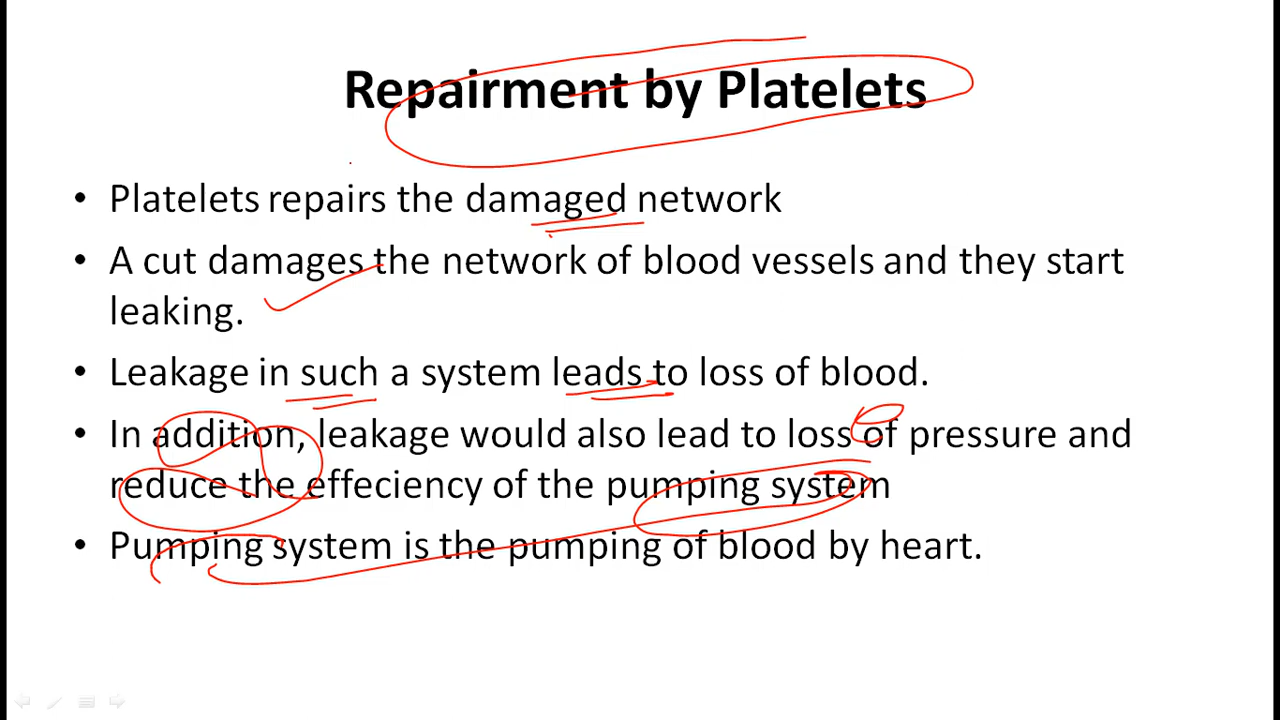 Repairment by Platelets
• Platelets repairs the damaged network
• A cut damages the network of blood vessels and they start
leaking.
• Leakage in such a system leads to loss of blood.
• In addition, leakage would also lead to loss of pressure and
reduce the effeciency of the pumping system
• Pumping system is the pumping of blood by heart.